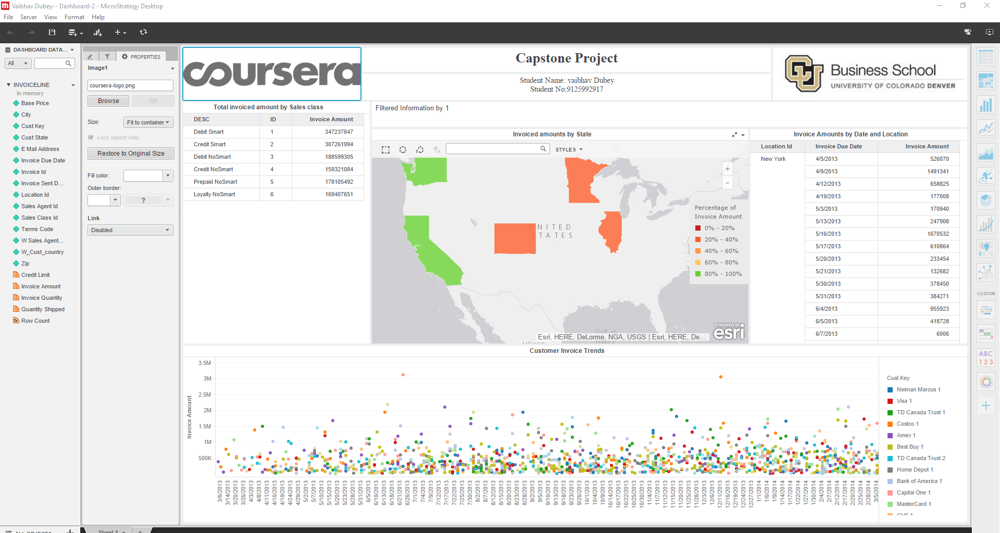 Vaibhav Dubey-- Dashboard-2 - MicroStrategy Desktop
File Server View Format Help
DASHBOARD DATA...
All
INVOICELINE
In memory
Base Price
City
Cust Key
Cust State
E Mail Address
Invoice Due Date
Invoice Id
Invoice Sent D...
Location Id
Sales Agent Id
Sales Class Id
Terms Code
W Sales Agent...
W_Cust_country
Zip
Credit Limit
Invoice Amount
Invoice Quantity
Quantity Shipped
Row Count
PROPERTIES
Image1
coursera-logo.png
Browse OK
Size: Fit to container
Lock aspect ratio
Restore to Original Size
Fill color:
Outer border:
?
Link
Disabled
coursera
Capstone Project
Student Name: vaibhav Dubey
Student No;9125992917
CU Business School
UNIVERSITY OF COLORADO DENVER
Total invoiced amount by Sales class
DESC ID Invoice Amount
Debit Smart 1 347237847
Credit Smart 2 307261994
Debit NoSmart 3 188599305
Credit NoSmart 4 159321084
Prepaid NoSmart 5 178105492
Loyalty NoSmart 6 169407651
Filtered Information by 1
Invoiced amounts by State
STYLES
+
−
UNITED
STATES
Percentage of
Invoice Amount
0% - 20%
20% - 40%
40% - 60%
60% - 80%
80% - 100%
Gulf of
Mexico
MÉXICO
Esri, HERE, DeLorme, NGA, USGS | Esri, HERE, De...
POWERED BY
esri
Invoice Amounts by Date and Location
Location Id Invoice Due Date Invoice Amount
New York 4/5/2013 526070
4/9/2013 1491341
4/12/2013 658825
4/19/2013 177008
5/3/2013 170940
5/13/2013 247908
5/16/2013 1670532
5/17/2013 610864
5/20/2013 233454
5/21/2013 132682
5/30/2013 378450
5/31/2013 384271
6/4/2013 955923
6/5/2013 418728
6/7/2013 6006
Customer Invoice Trends
Invoice Amount
3.5M
3M
2.5M
2M
1.5M
1M
500K
3/6/2013 3/14/2013 3/20/2013 3/26/2013 4/3/2013 4/8/2013 4/11/2013 4/16/2013 4/19/2013 4/24/2013 4/29/2013 5/2/2013 5/7/2013 5/10/2013 5/15/2013 5/20/2013 5/23/2013 5/28/2013 5/31/2013 6/5/2013 6/10/2013 6/13/2013 6/18/2013 6/21/2013 6/26/2013 7/1/2013 7/4/2013 7/9/2013 7/12/2013 7/17/2013 7/22/2013 7/25/2013 7/30/2013 8/2/2013 8/7/2013 8/12/2013 8/15/2013 8/20/2013 8/23/2013 8/28/2013 9/2/2013 9/5/2013 9/10/2013 9/13/2013 9/18/2013 9/23/2013 9/26/2013 10/1/2013 10/4/2013 10/9/2013 10/14/2013 10/17/2013 10/22/2013 10/25/2013 10/30/2013 11/4/2013 11/7/2013 11/12/2013 11/15/2013 11/20/2013 11/25/2013 11/28/2013 12/3/2013 12/6/2013 12/11/2013 12/16/2013 12/19/2013 12/24/2013 12/27/2013 1/1/2014 1/6/2014 1/9/2014 1/14/2014 1/17/2014 1/22/2014 1/27/2014 1/30/2014 2/4/2014 2/7/2014 2/12/2014 2/17/2014 2/20/2014 2/25/2014 2/28/2014 3/5/2014
Cust Key
Neiman Marcus 1
Visa 1
TD Canada Trust 1
Costco 1
Amex 1
Best Buy 1
TD Canada Trust 2
Home Depot 1
Bank of America 1
Capital One 1
MasterCard 1
CVS 1
CUSTOM
ABC
123
ALL OBJECTS
Sheet 1